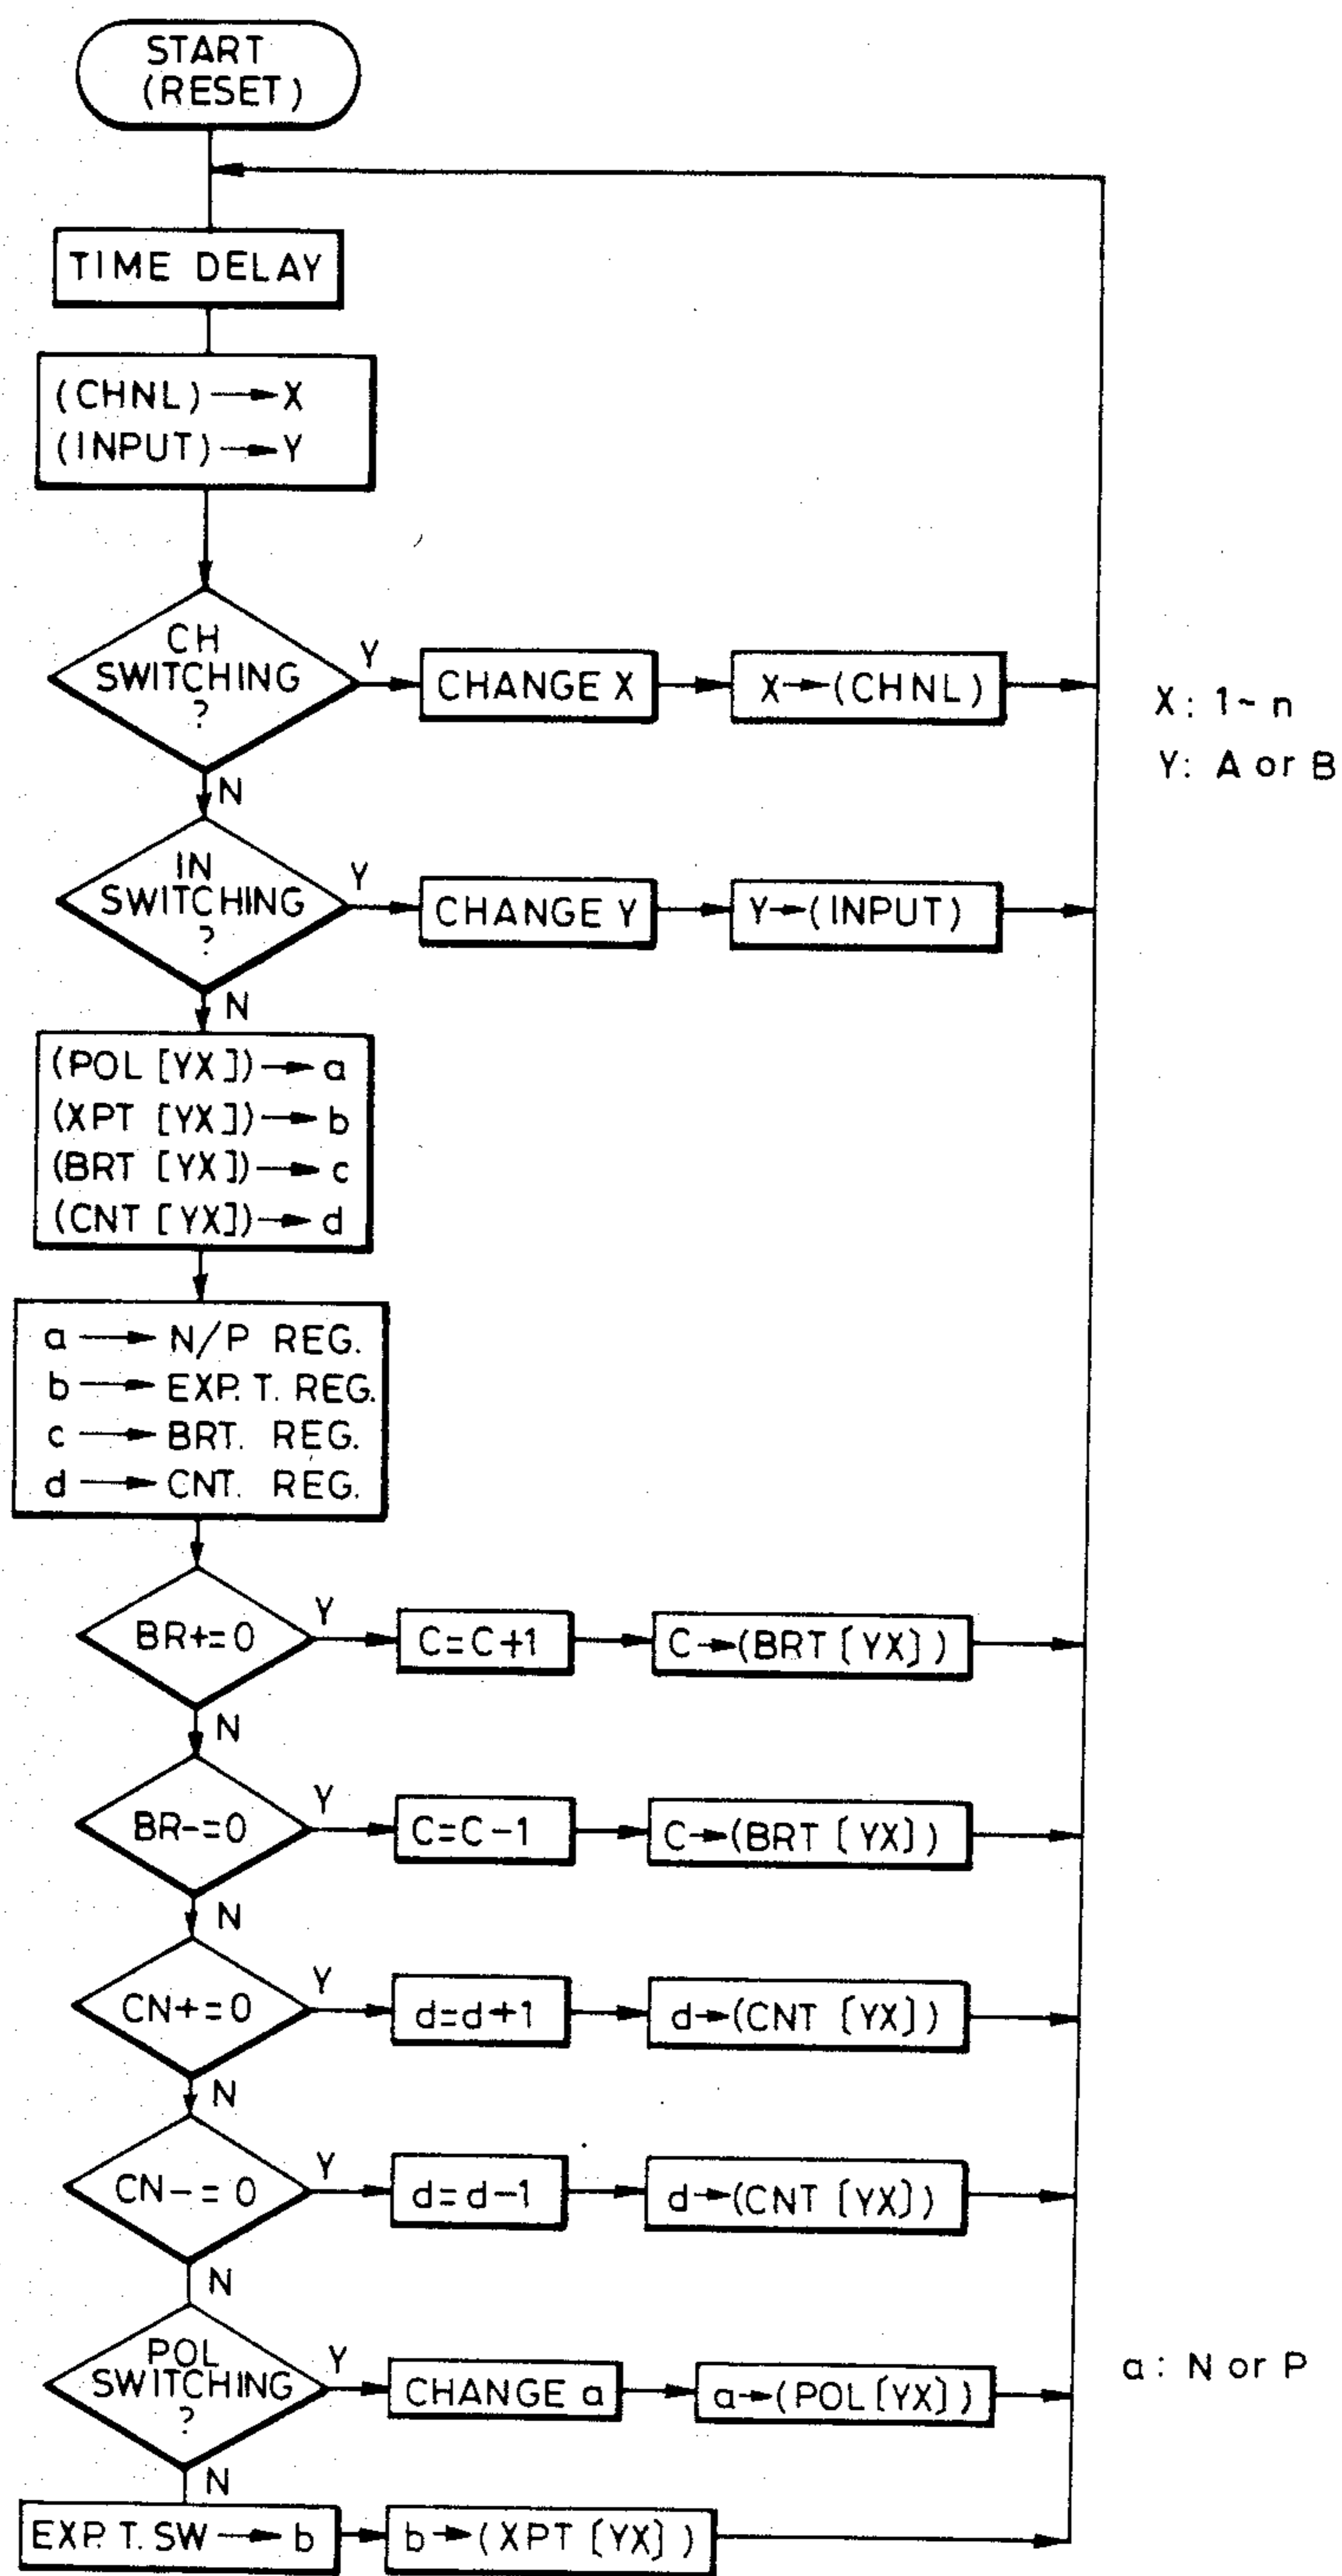 START
(RESET)
TIME DELAY
(CHNL)→X
(INPUT)→Y
CH
SWITCHING
?
Y
CHANGE X
X→(CHNL)
X: 1~n
Y: A or B
N
IN
SWITCHING
?
Y
CHANGE Y
Y→(INPUT)
N
(POL [YX])→a
(XPT [YX])→b
(BRT [YX])→c
(CNT [YX])→d
a→N/P REG.
b→EXP. T. REG.
c→BRT. REG.
d→CNT. REG.
BR+=0
Y
C=C+1
C→(BRT [YX])
N
BR-=0
Y
C=C-1
C→(BRT [YX])
N
CN+=0
Y
d=d+1
d→(CNT [YX])
N
CN-=0
Y
d=d-1
d→(CNT [YX])
N
POL
SWITCHING
?
Y
CHANGE a
a→(POL[YX])
a: N or P
N
EXP. T. SW→b
b→(XPT [YX])